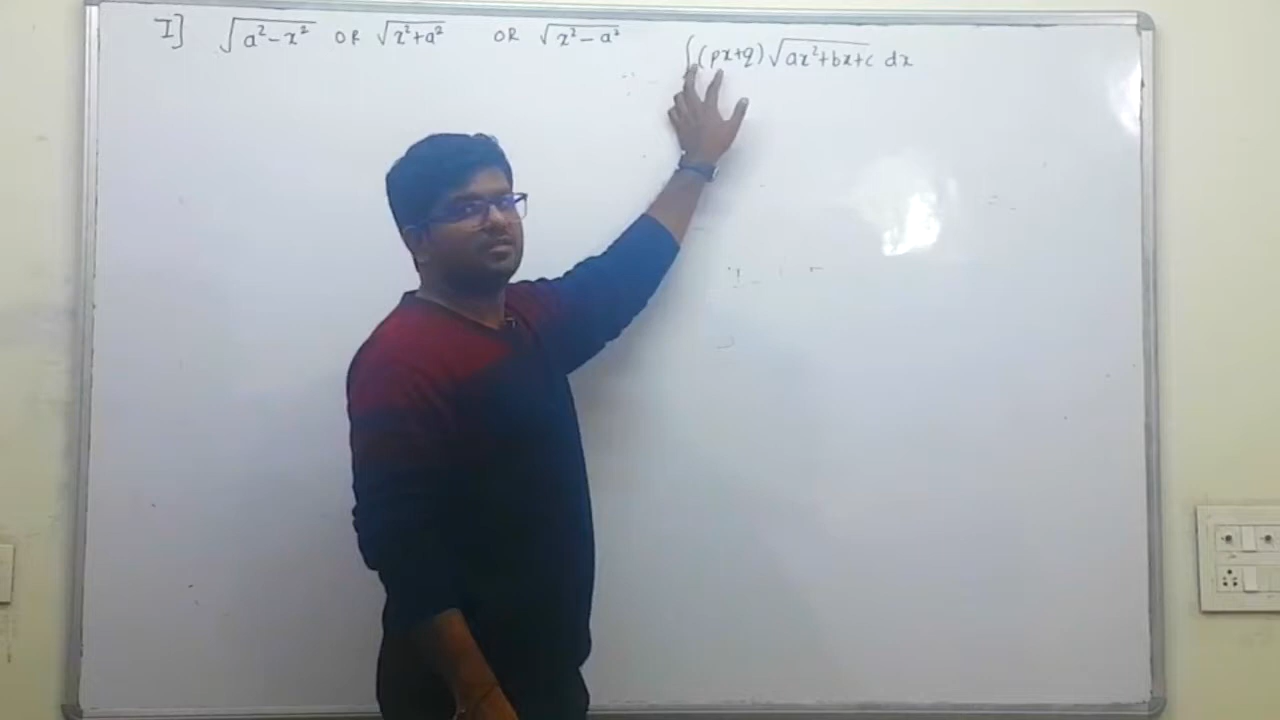 I] √(a²-x²) OR √(x²+a²) OR √(x²-a²)
∫(px+q)√(ax²+bx+c) dx